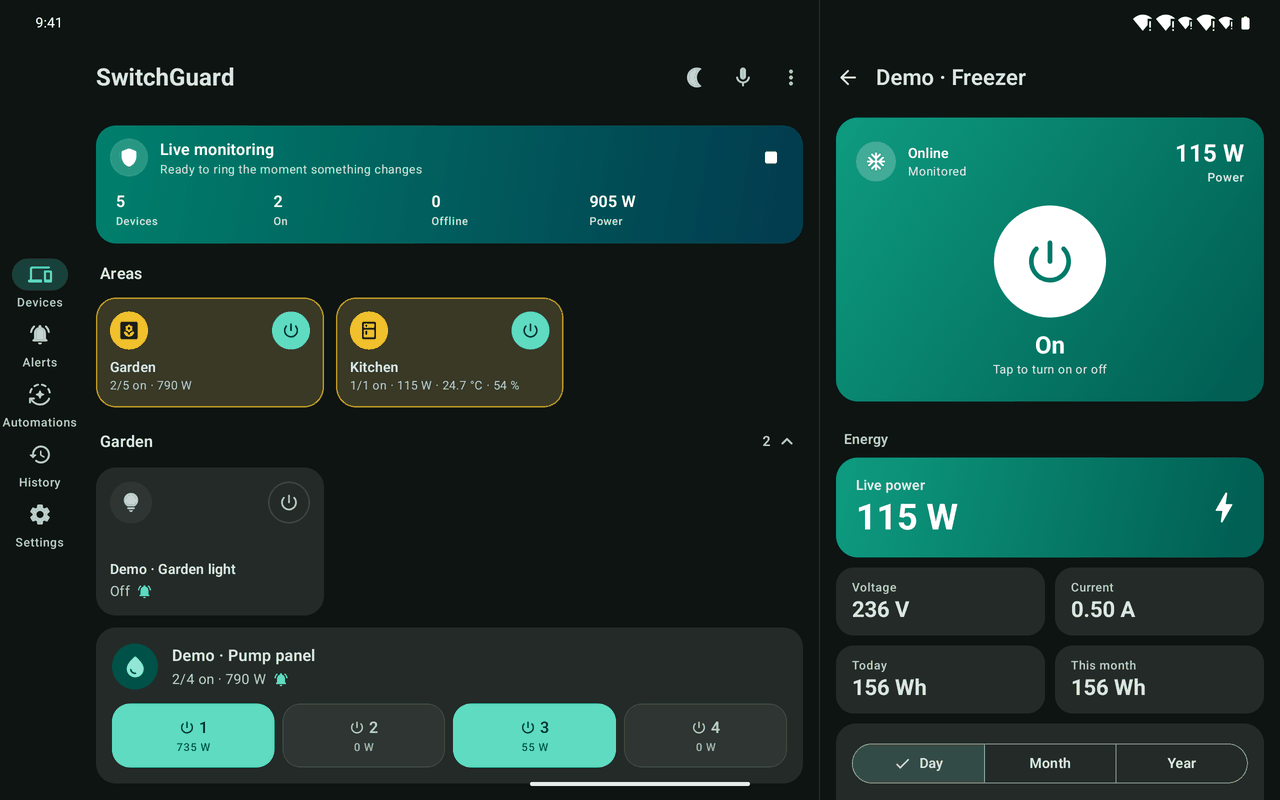 9:41
SwitchGuard
Live monitoring
Ready to ring the moment something changes
5
Devices
2
On
0
Offline
905 W
Power
Devices
Alerts
Automations
History
Settings
Areas
Garden
2/5 on · 790 W
Kitchen
1/1 on · 115 W · 24.7 °C · 54 %
Garden
2
Demo · Garden light
Off
Demo · Pump panel
2/4 on · 790 W
1
735 W
2
0 W
3
55 W
4
0 W
Demo · Freezer
Online
Monitored
115 W
Power
On
Tap to turn on or off
Energy
Live power
115 W
Voltage
236 V
Current
0.50 A
Today
156 Wh
This month
156 Wh
Day
Month
Year